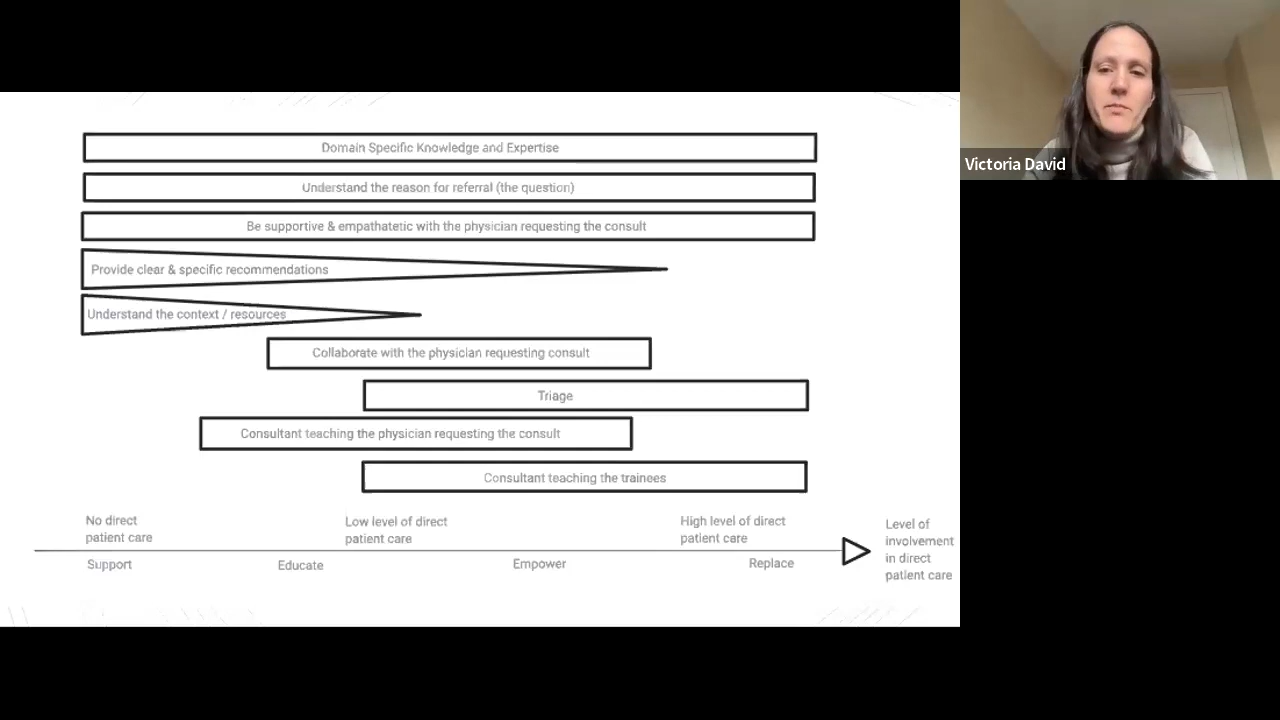 Domain Specific Knowledge and Expertise
Understand the reason for referral (the question)
Be supportive & empathatetic with the physician requesting the consult
Provide clear & specific recommendations
Understand the context / resources
Collaborate with the physician requesting consult
Triage
Consultant teaching the physician requesting the consult
Consultant teaching the trainees
No direct
patient care
Low level of direct
patient care
High level of direct
patient care
Level of
involvement
in direct
patient care
Support
Educate
Empower
Replace
Victoria David